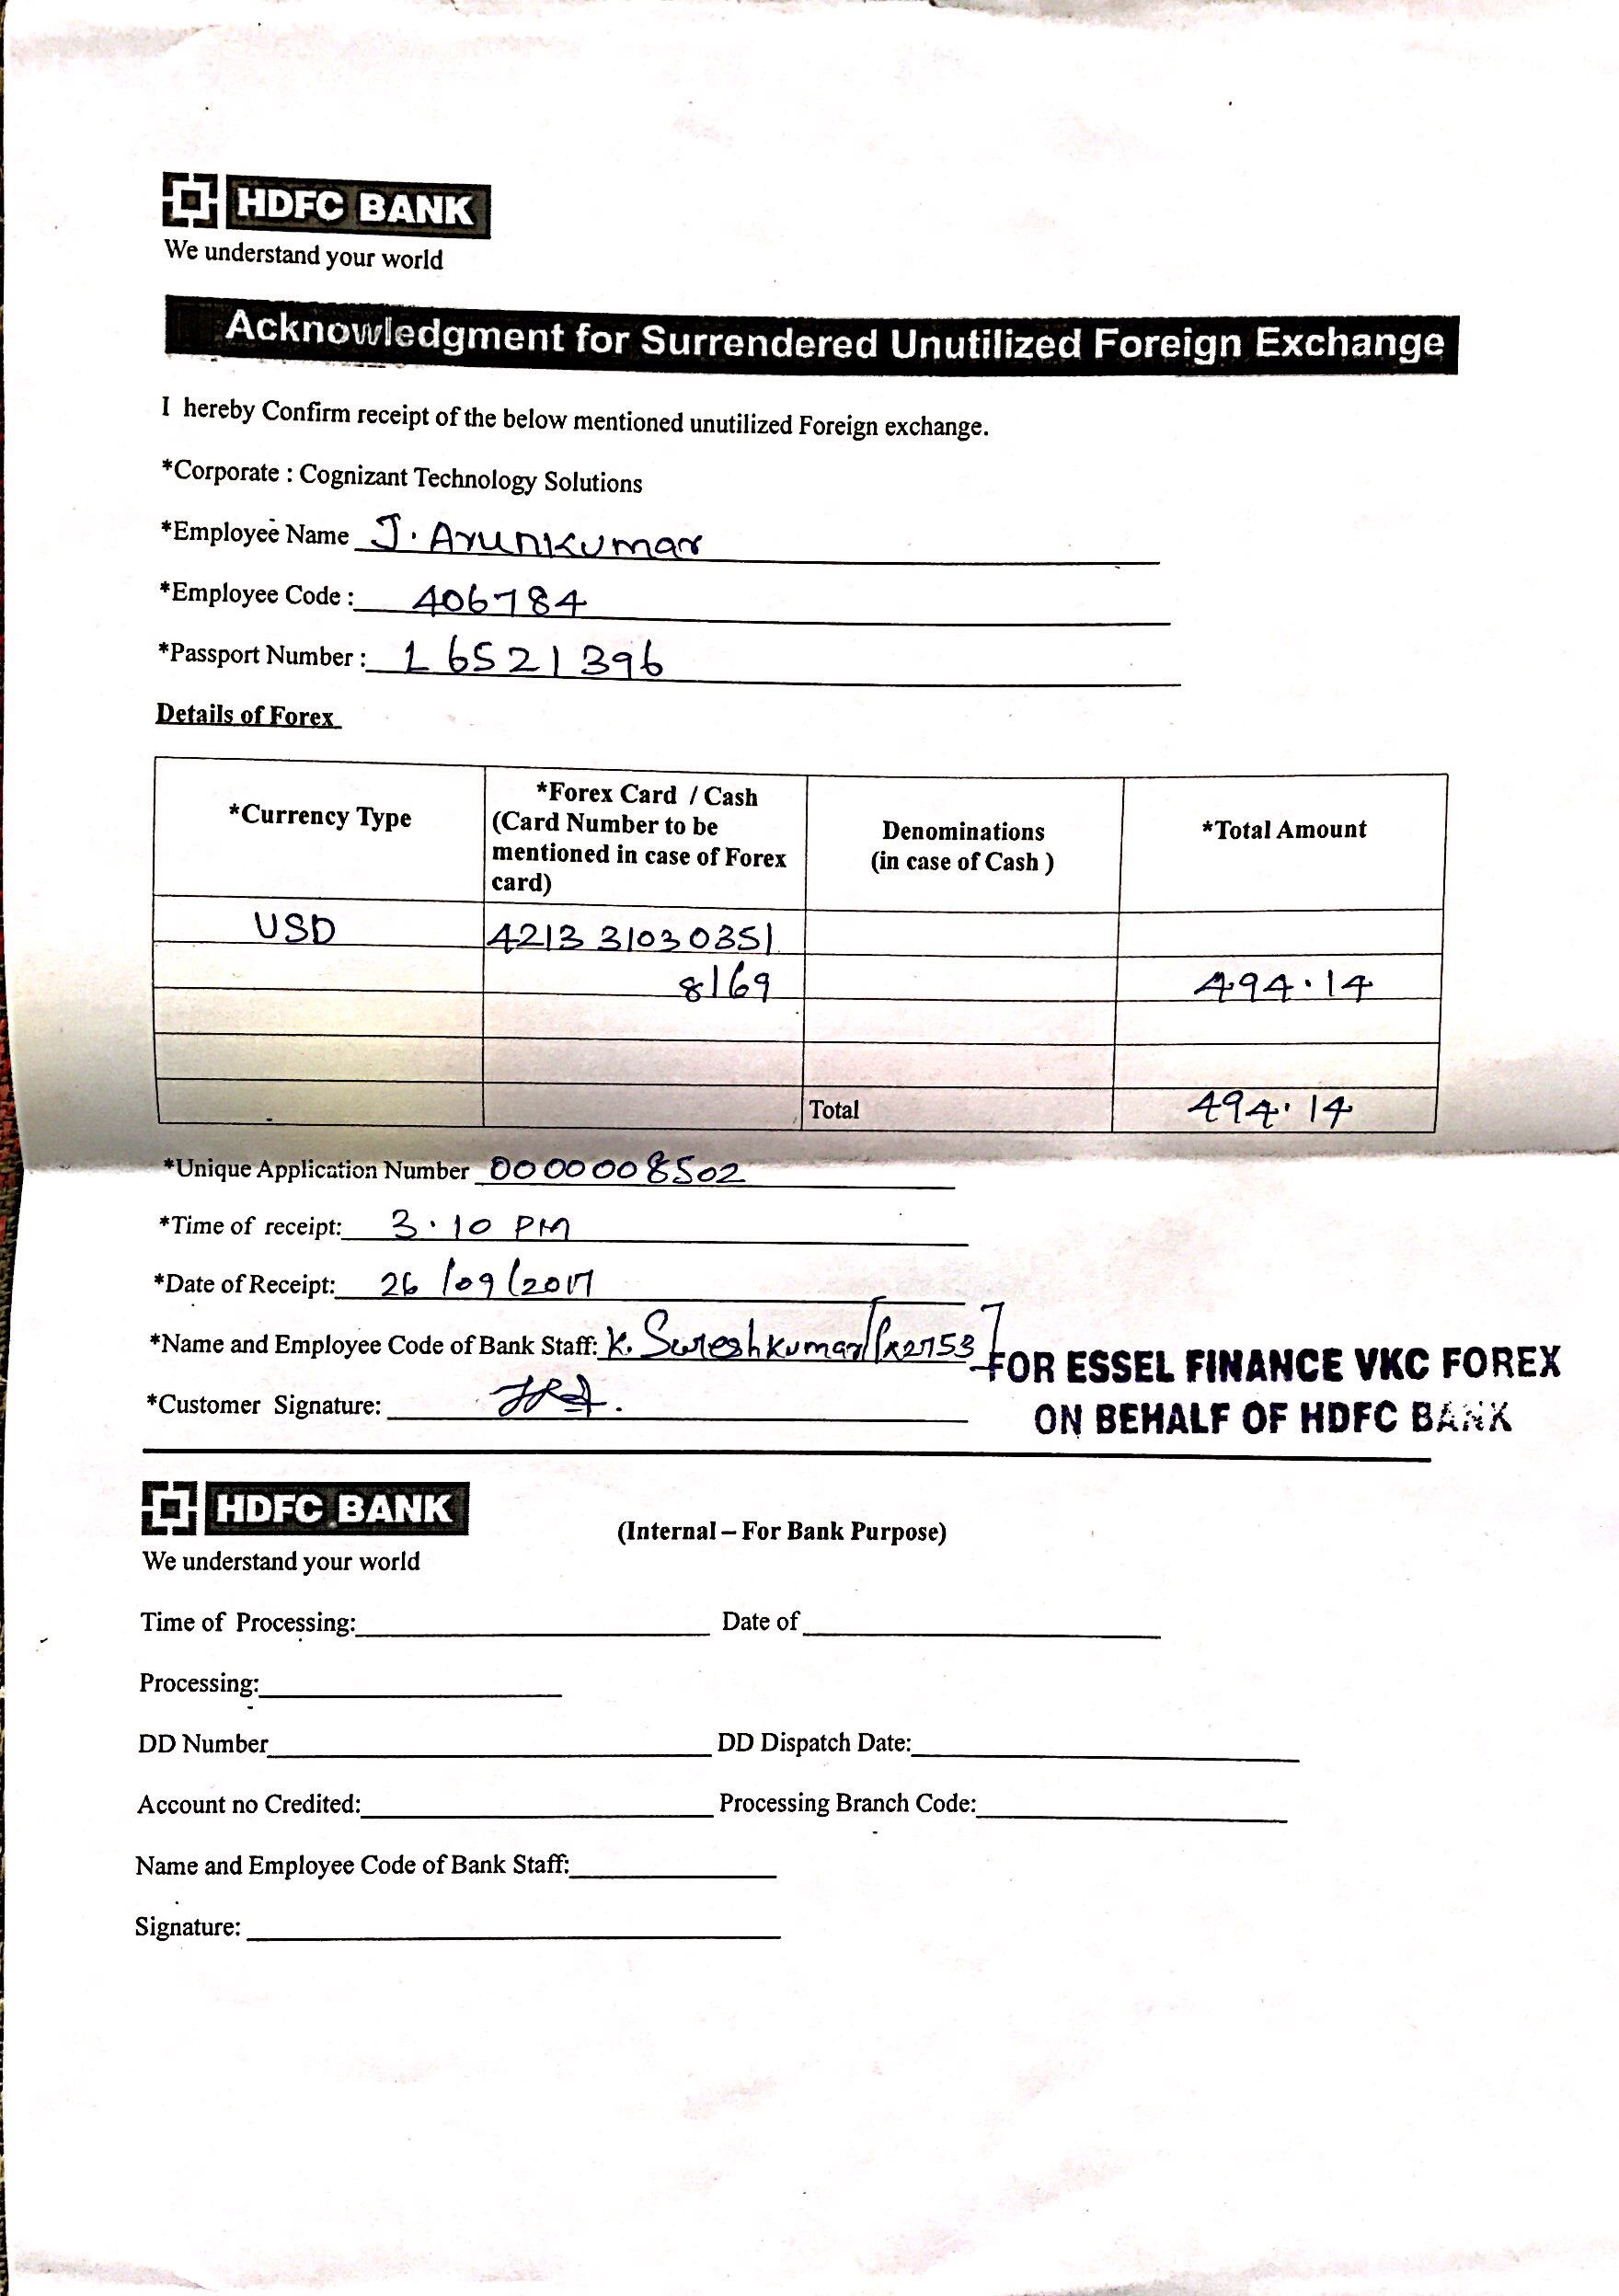 HDFC BANK
We understand your world
Acknowledgment for Surrendered Unutilized Foreign Exchange
I hereby Confirm receipt of the below mentioned unutilized Foreign exchange.
*Corporate : Cognizant Technology Solutions
*Employee Name J. Arunkumar
*Employee Code : 406784
*Passport Number : L6521396
Details of Forex
*Currency Type
*Forex Card / Cash
(Card Number to be
mentioned in case of Forex
card)
Denominations
(in case of Cash )
*Total Amount
USD 4213 3103 0351
8169 494.14
Total 494.14
*Unique Application Number 0000008502
*Time of receipt: 3.10 PM
*Date of Receipt: 26/09/2017
*Name and Employee Code of Bank Staff: K. Sureshkumar
FOR ESSEL FINANCE VKC FOREX
ON BEHALF OF HDFC BANK
*Customer Signature:
HDFC BANK
We understand your world
(Internal – For Bank Purpose)
Time of Processing: Date of
Processing:
DD Number DD Dispatch Date:
Account no Credited: Processing Branch Code:
Name and Employee Code of Bank Staff:
Signature: